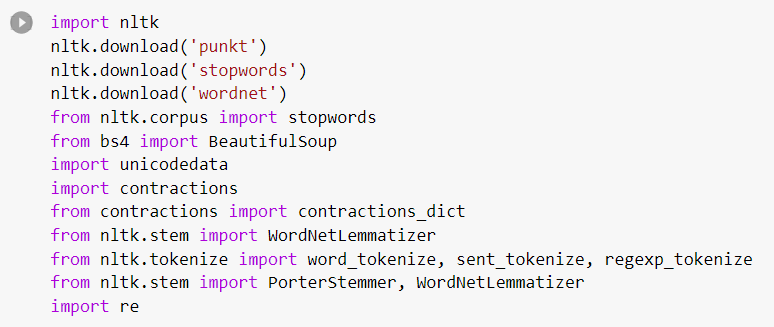 import nltk
nltk.download('punkt')
nltk.download('stopwords')
nltk.download('wordnet')
from nltk.corpus import stopwords
from bs4 import BeautifulSoup
import unicodedata
import contractions
from contractions import contractions_dict
from nltk.stem import WordNetLemmatizer
from nltk.tokenize import word_tokenize, sent_tokenize, regexp_tokenize
from nltk.stem import PorterStemmer, WordNetLemmatizer
import re